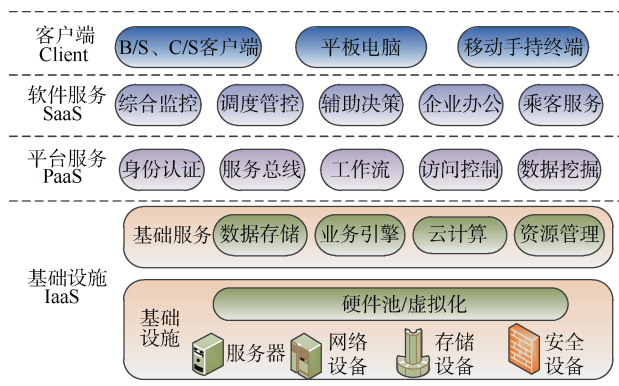 客户端
Client
B/S、C/S客户端
平板电脑
移动手持终端
软件服务
SaaS
综合监控
调度管控
辅助决策
企业办公
乘客服务
平台服务
PaaS
身份认证
服务总线
工作流
访问控制
数据挖掘
基础设施
IaaS
基础服务
数据存储
业务引擎
云计算
资源管理
基础
设施
硬件池/虚拟化
服务器
网络
设备
存储
设备
安全
设备